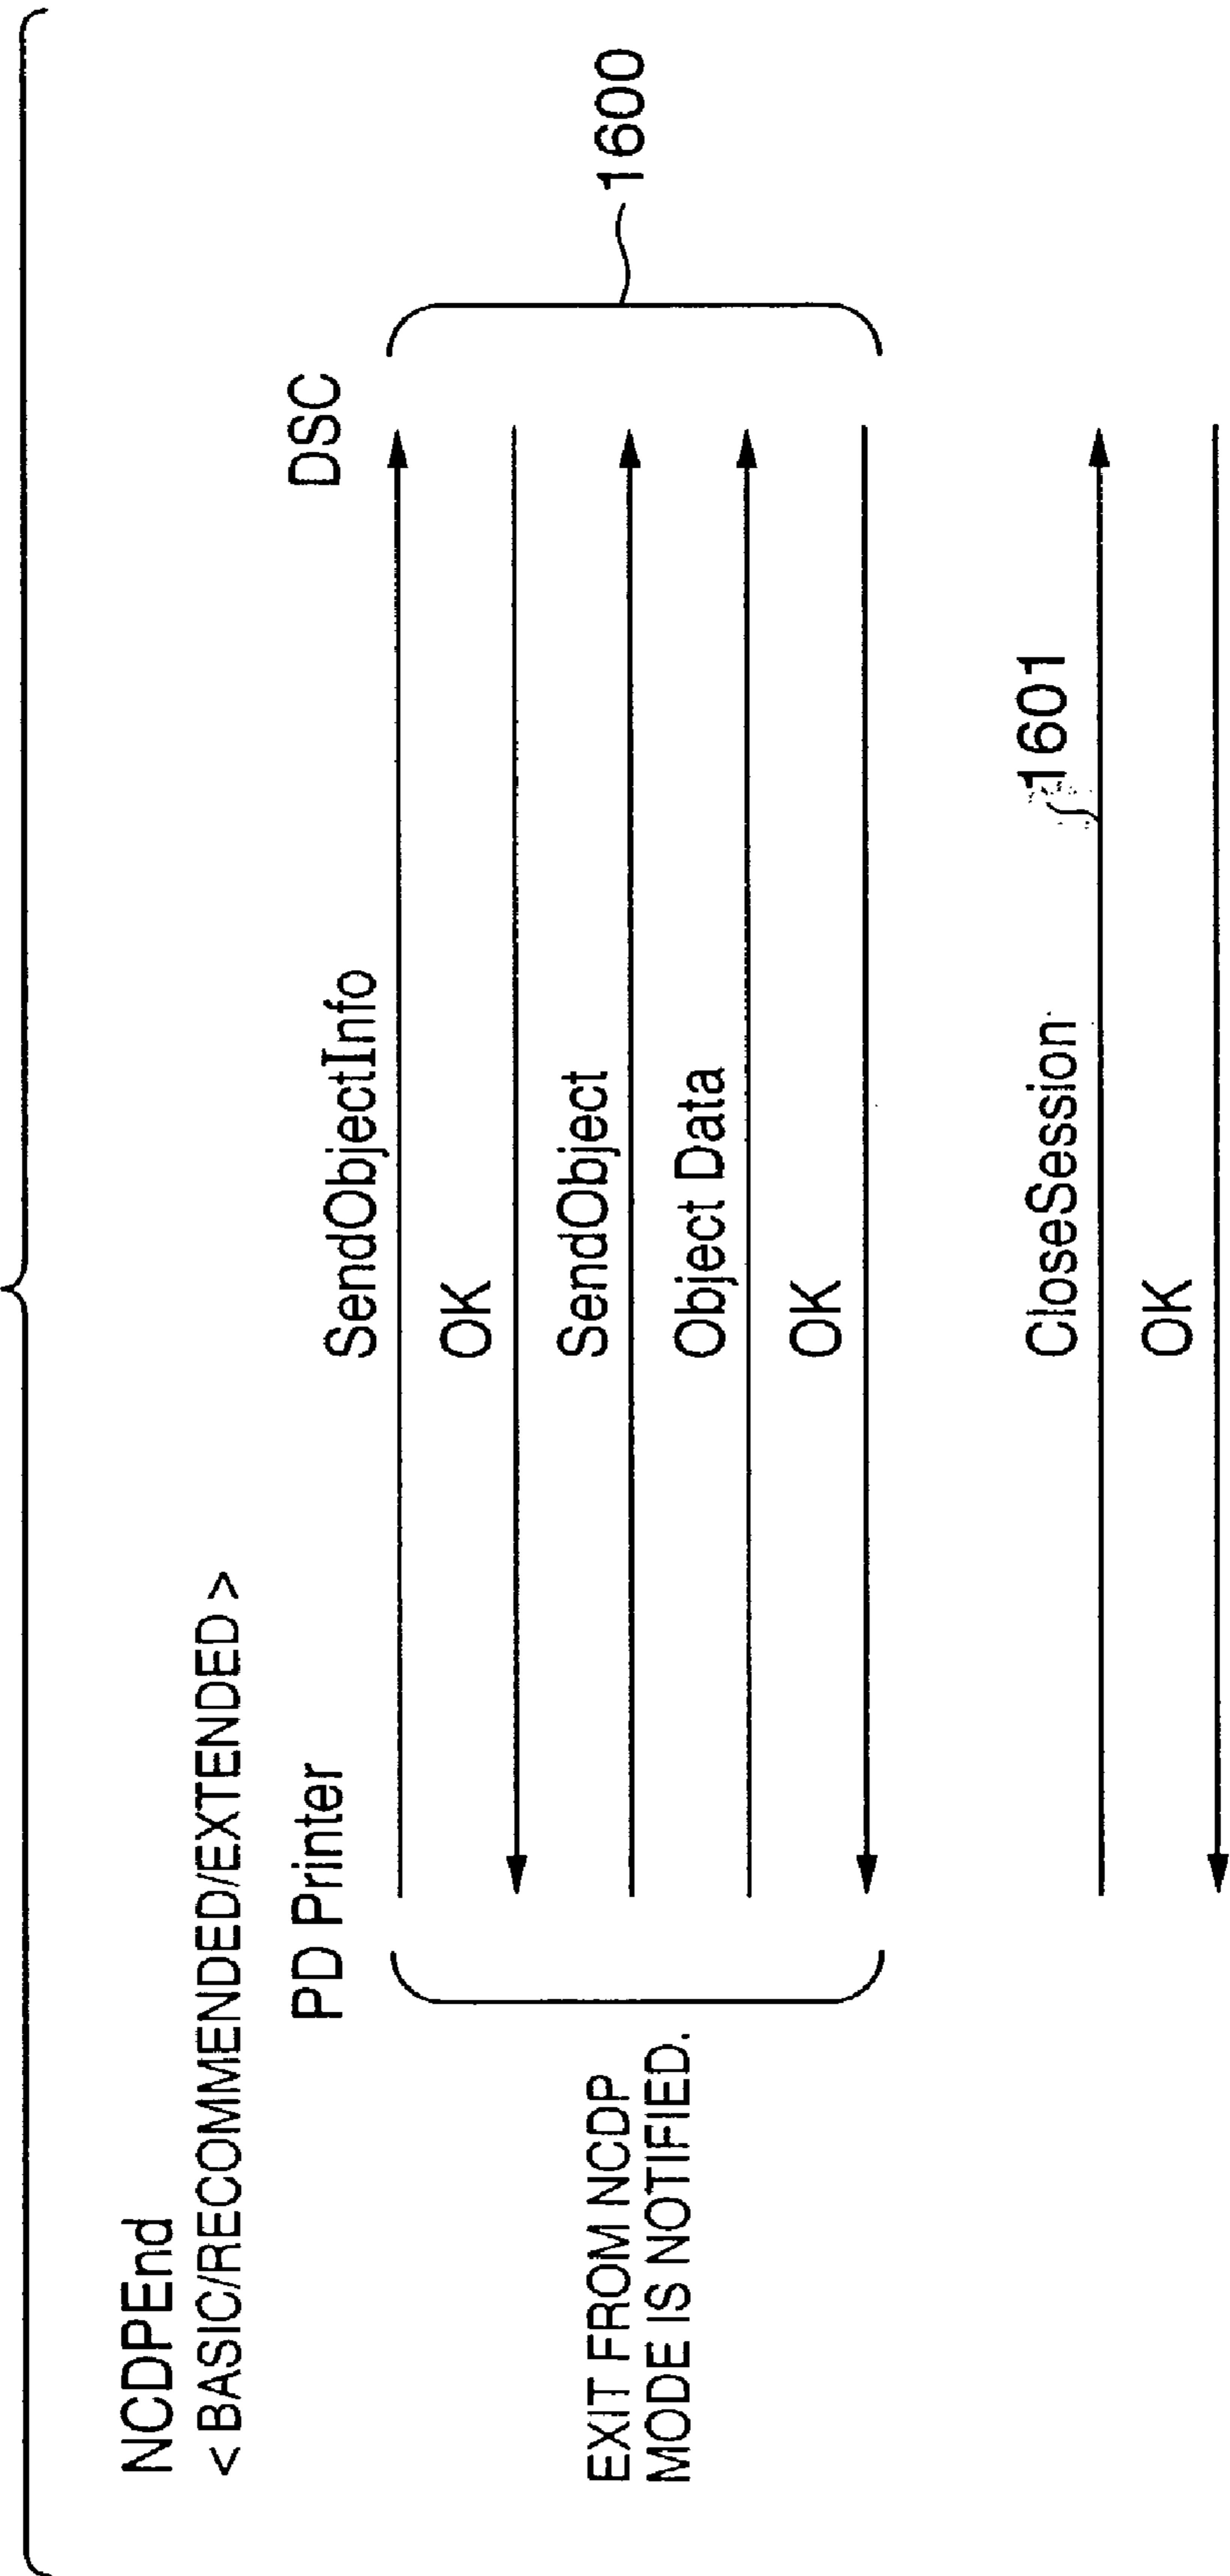 NCDPEnd
<BASIC/RECOMMENDED/EXTENDED>
PD Printer
DSC
SendObjectInfo
OK
SendObject
Object Data
OK
EXIT FROM NCDP
MODE IS NOTIFIED.
1600
CloseSession
1601
OK